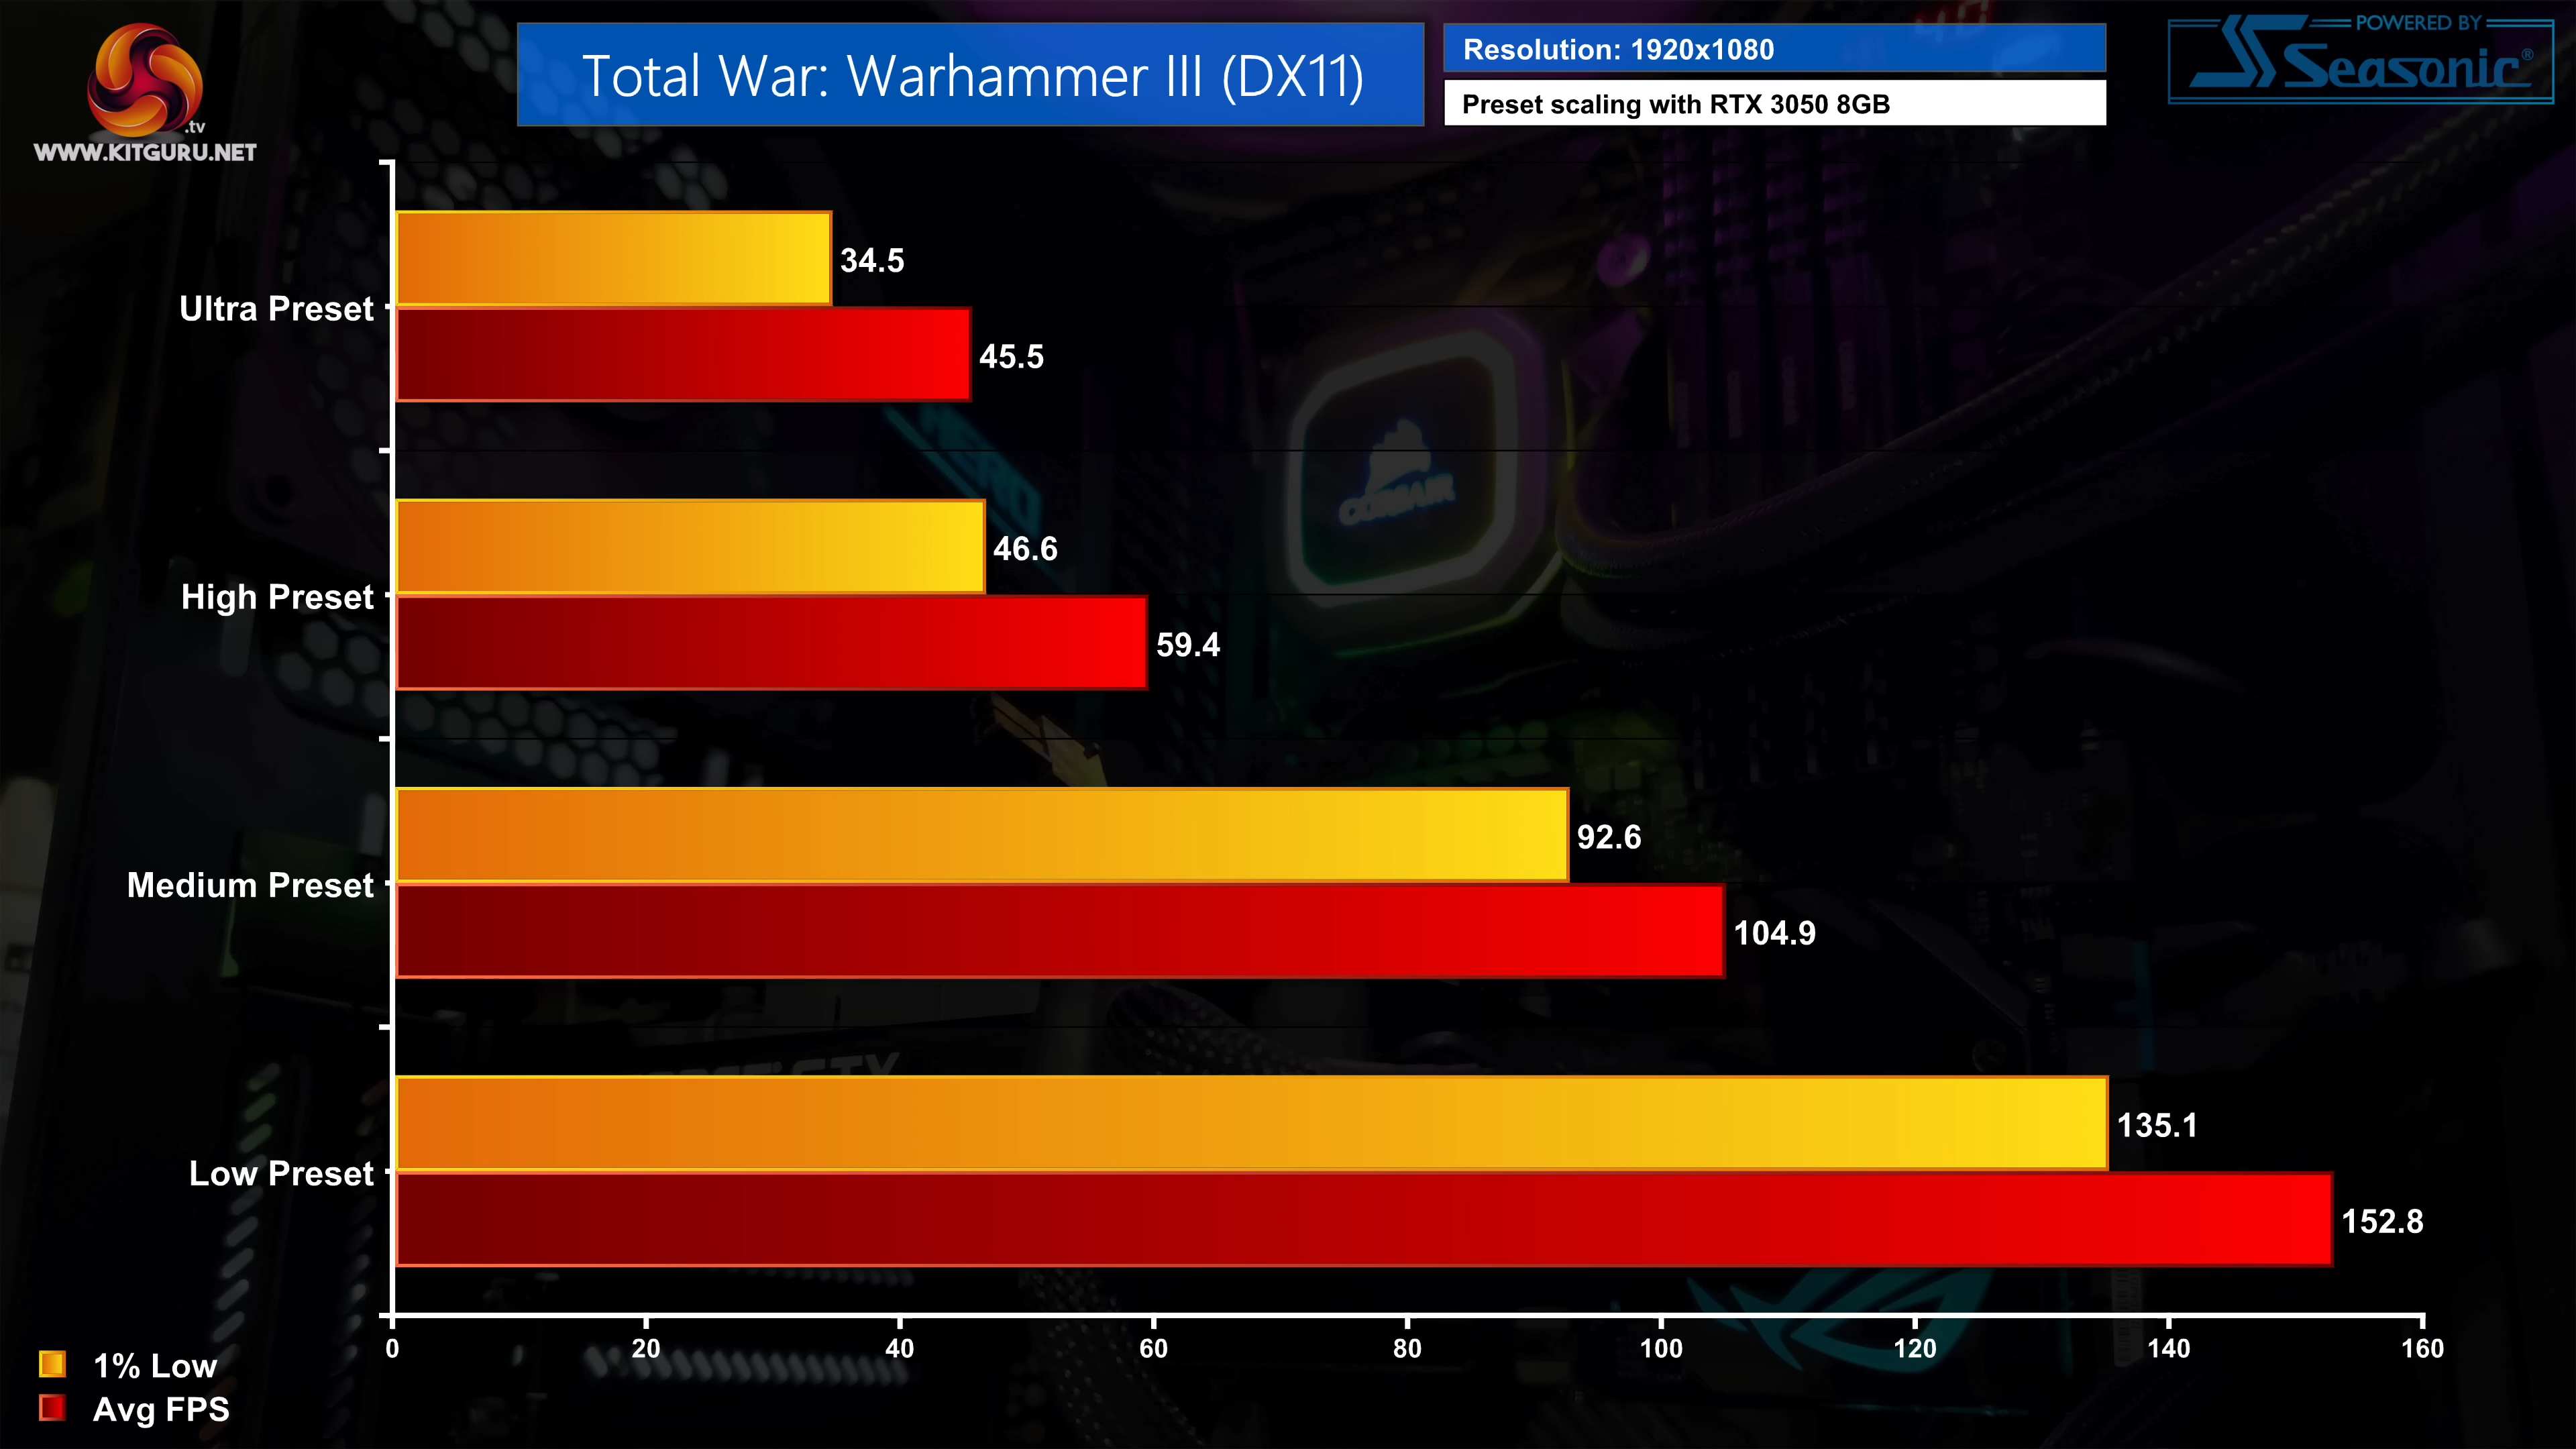 .tv
WWW.KITGURU.NET
Total War: Warhammer III (DX11)
Resolution: 1920x1080
Preset scaling with RTX 3050 8GB
POWERED BY
Seasonic®
Ultra Preset
34.5
45.5
High Preset
46.6
59.4
Medium Preset
92.6
104.9
Low Preset
135.1
152.8
0 20 40 60 80 100 120 140 160
1% Low
Avg FPS
HERO
CORSAIR